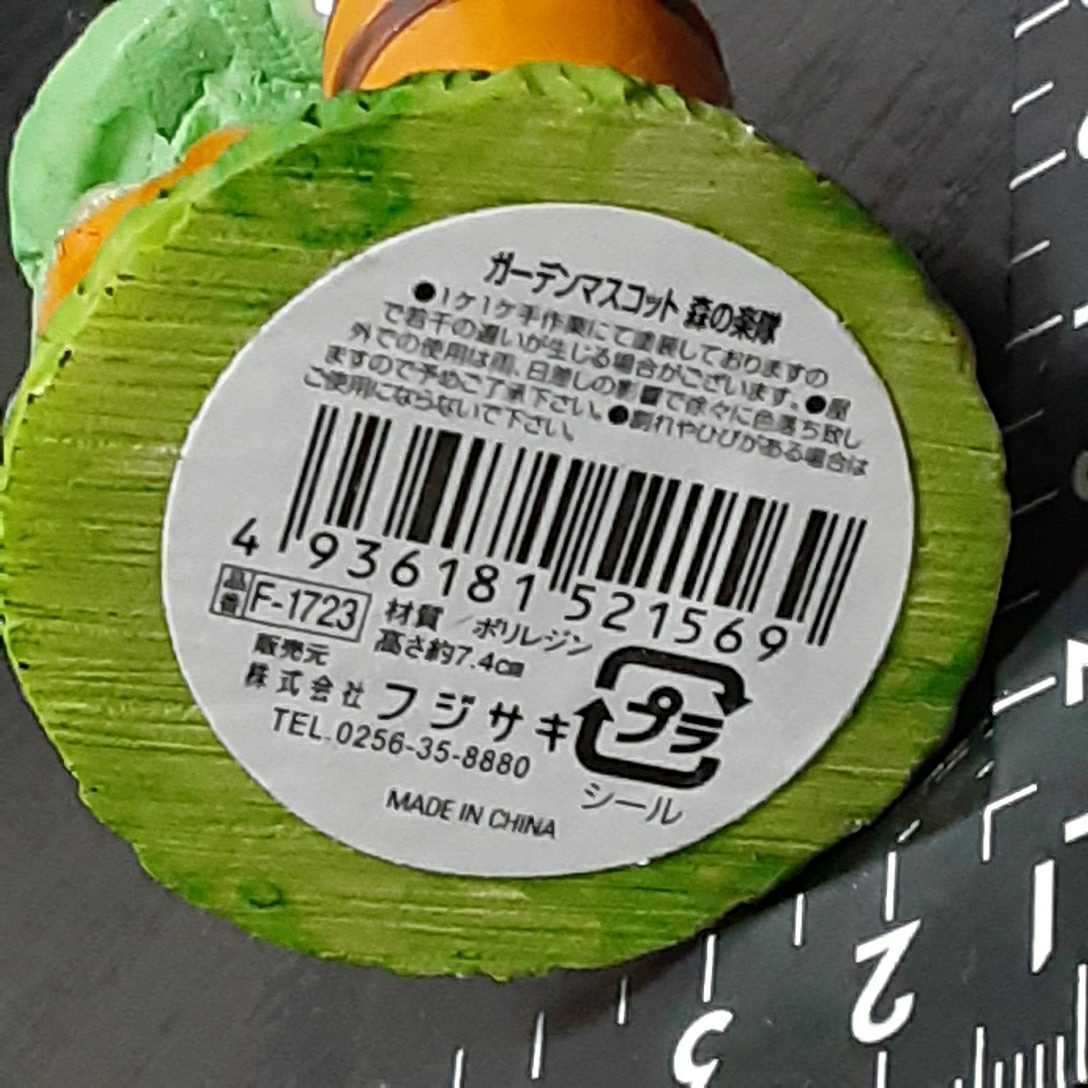 ガーデンマスコット 森の楽隊
●1ケ1ケ手作業にて塗装しておりますの
で若干の違いが生じる場合がございます。●屋
外での使用は雨、日差しの影響で徐々に色落ち致し
ますので予めご了承下さい。●割れやひびがある場合は
ご使用にならないで下さい。
4 936181 521569
品番 F-1723
材質／ポリレジン
高さ約7.4cm
販売元
株式会社フジサキ
TEL.0256-35-8880
プラ
シール
MADE IN CHINA
1
2